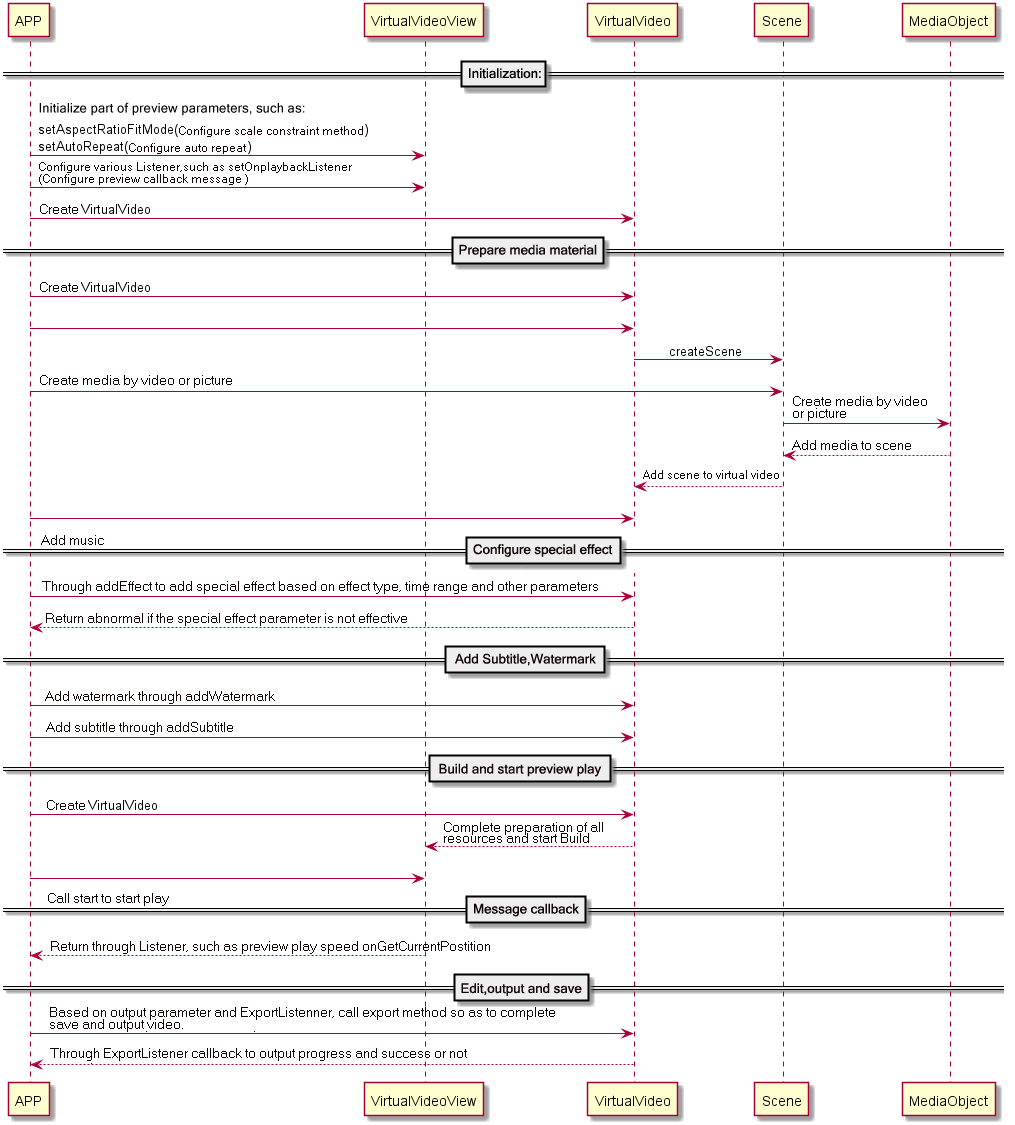 APP
VirtualVideoView
VirtualVideo
Scene
MediaObject
Initialization:
Initialize part of preview parameters, such as:
setAspectRatioFitMode(Configure scale constraint method)
setAutoRepeat(Configure auto repeat)
Configure various Listener,such as setOnplaybackListener
(Configure preview callback message )
Create VirtualVideo
Prepare media material
Create VirtualVideo
createScene
Create media by video or picture
Create media by video
or picture
Add media to scene
Add scene to virtual video
Add music
Configure special effect
Through addEffect to add special effect based on effect type, time range and other parameters
Return abnormal if the special effect parameter is not effective
Add Subtitle,Watermark
Add watermark through addWatermark
Add subtitle through addSubtitle
Build and start preview play
Create VirtualVideo
Complete preparation of all
resources and start Build
Call start to start play
Message callback
Return through Listener, such as preview play speed onGetCurrentPostition
Edit,output and save
Based on output parameter and ExportListenner, call export method so as to complete
save and output video.
Through ExportListener callback to output progress and success or not
APP
VirtualVideoView
VirtualVideo
Scene
MediaObject